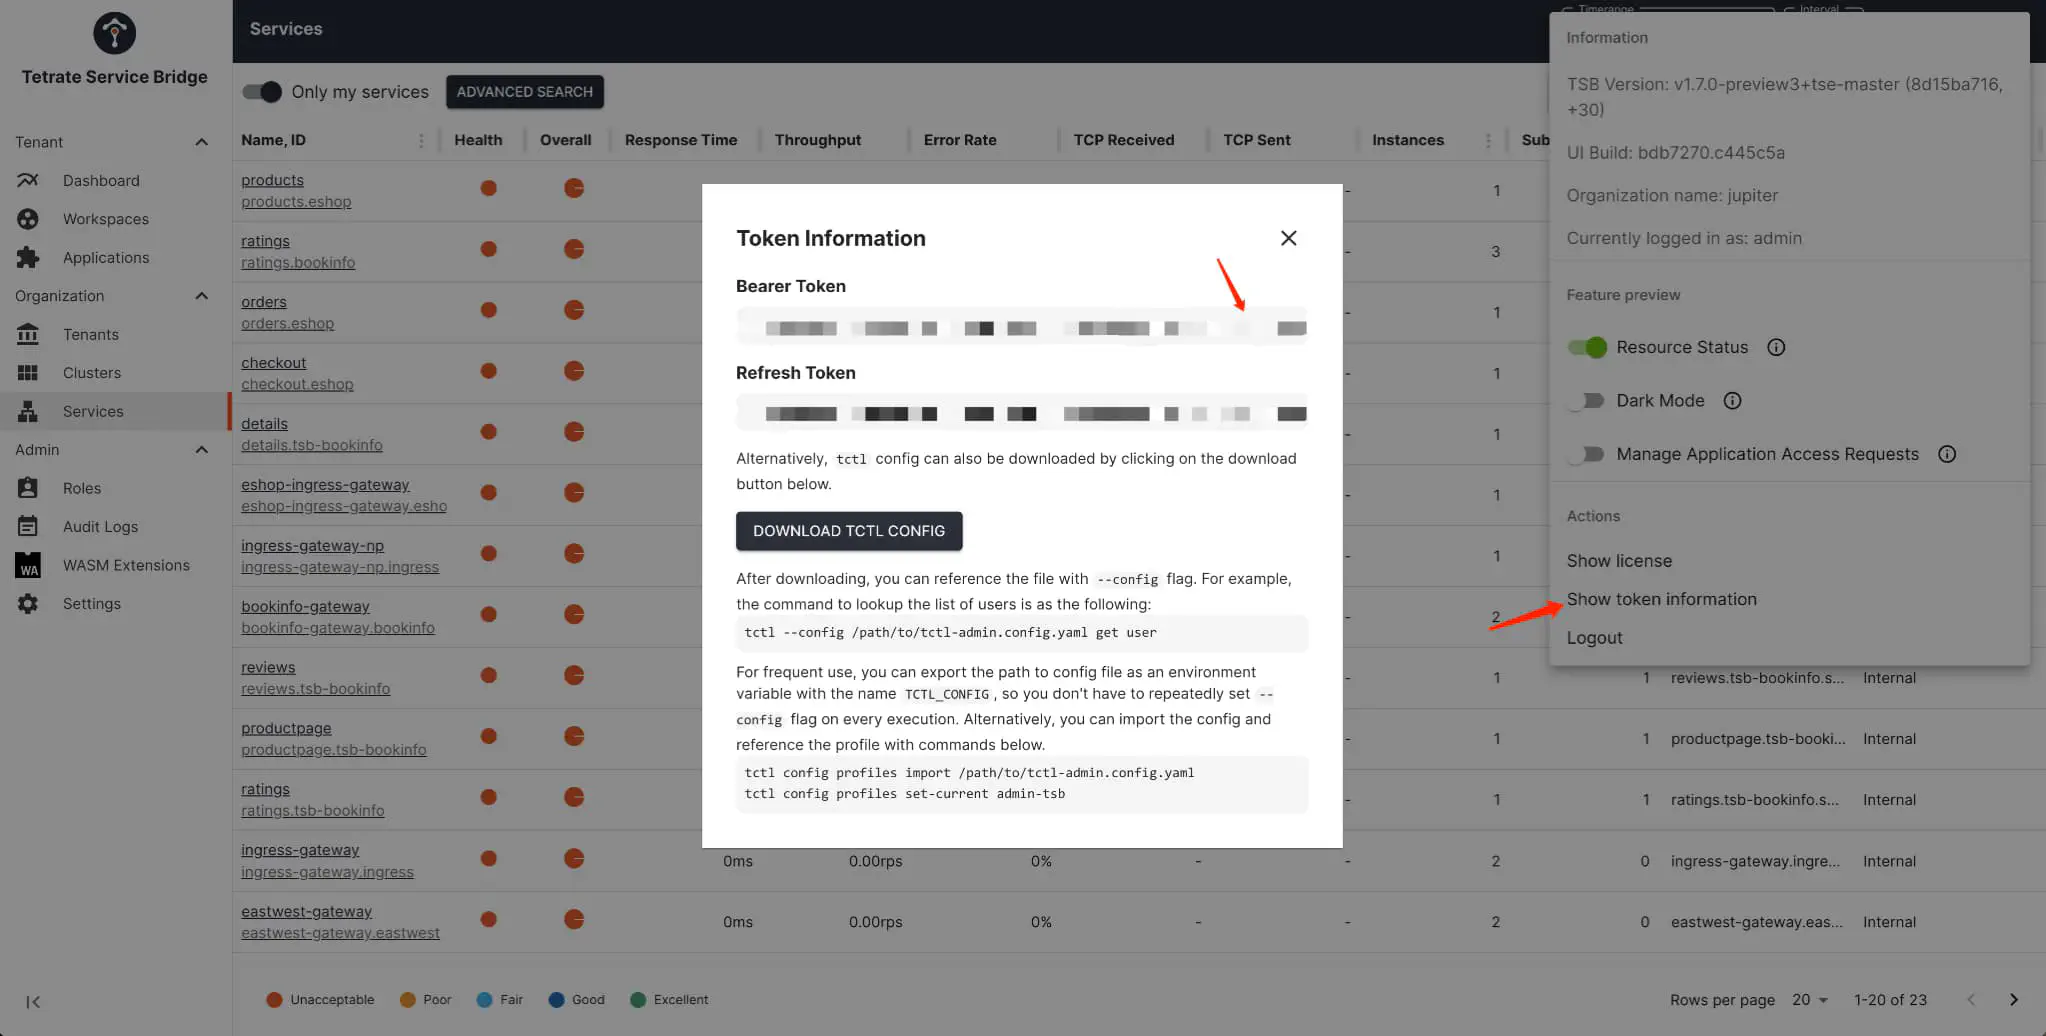 Tetrate Service Bridge
Tenant
Dashboard
Workspaces
Applications
Organization
Tenants
Clusters
Services
Admin
Roles
Audit Logs
WA
WASM Extensions
Settings
Services
Only my services
ADVANCED SEARCH
Name, ID Health Overall Response Time Throughput Error Rate TCP Received TCP Sent Instances Sub
products
products.eshop
- 1
ratings
ratings.bookinfo
- 3
orders
orders.eshop
- 1
checkout
checkout.eshop
- 1
details
details.tsb-bookinfo
- 1
eshop-ingress-gateway
eshop-ingress-gateway.esho
- 1
ingress-gateway-np
ingress-gateway-np.ingress
- 1
bookinfo-gateway
bookinfo-gateway.bookinfo
- 2
reviews
reviews.tsb-bookinfo
- 1 1 reviews.tsb-bookinfo.s... Internal
productpage
productpage.tsb-bookinfo
- 1 1 productpage.tsb-booki... Internal
ratings
ratings.tsb-bookinfo
- 1 1 ratings.tsb-bookinfo.s... Internal
ingress-gateway
ingress-gateway.ingress
0ms 0.00rps 0% - - 2 0 ingress-gateway.ingre... Internal
eastwest-gateway
eastwest-gateway.eastwest
0ms 0.00rps 0% - - 2 0 eastwest-gateway.eas... Internal
Unacceptable Poor Fair Good Excellent
Rows per page 20 1-20 of 23
Token Information
Bearer Token
Refresh Token
Alternatively, tctl config can also be downloaded by clicking on the download
button below.
DOWNLOAD TCTL CONFIG
After downloading, you can reference the file with --config flag. For example,
the command to lookup the list of users is as the following:
tctl --config /path/to/tctl-admin.config.yaml get user
For frequent use, you can export the path to config file as an environment
variable with the name TCTL_CONFIG, so you don't have to repeatedly set --
config flag on every execution. Alternatively, you can import the config and
reference the profile with commands below.
tctl config profiles import /path/to/tctl-admin.config.yaml
tctl config profiles set-current admin-tsb
Timerange Interval
Information
TSB Version: v1.7.0-preview3+tse-master (8d15ba716,
+30)
UI Build: bdb7270.c445c5a
Organization name: jupiter
Currently logged in as: admin
Feature preview
Resource Status
Dark Mode
Manage Application Access Requests
Actions
Show license
Show token information
Logout